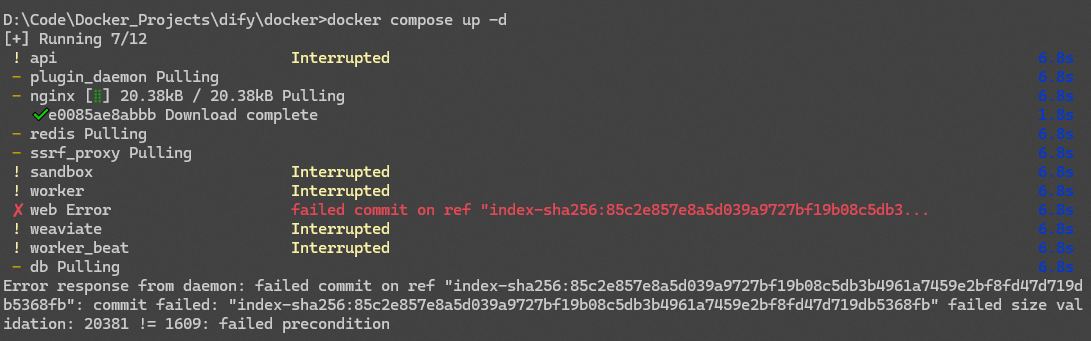 D:\Code\Docker_Projects\dify\docker>docker compose up -d
[+] Running 7/12
! api Interrupted 6.8s
- plugin_daemon Pulling 6.8s
- nginx [⣿] 20.38kB / 20.38kB Pulling 6.8s
✔e0085ae8abbb Download complete 1.8s
- redis Pulling 6.8s
- ssrf_proxy Pulling 6.8s
! sandbox Interrupted 6.8s
! worker Interrupted 6.8s
✗ web Error failed commit on ref "index-sha256:85c2e857e8a5d039a9727bf19b08c5db3... 6.8s
! weaviate Interrupted 6.8s
! worker_beat Interrupted 6.8s
- db Pulling 6.8s
Error response from daemon: failed commit on ref "index-sha256:85c2e857e8a5d039a9727bf19b08c5db3b4961a7459e2bf8fd47d719d
b5368fb": commit failed: "index-sha256:85c2e857e8a5d039a9727bf19b08c5db3b4961a7459e2bf8fd47d719db5368fb" failed size val
idation: 20381 != 1609: failed precondition